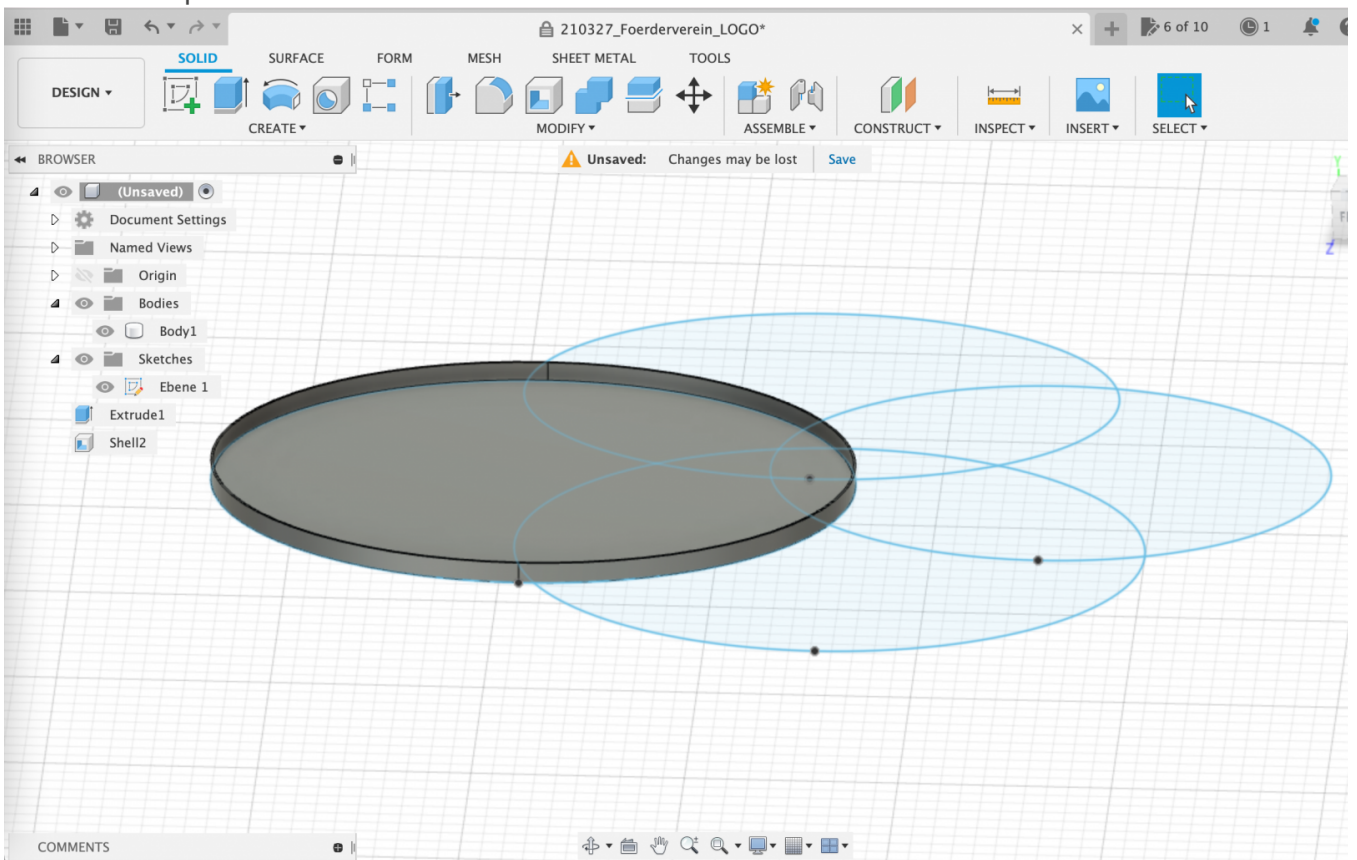 210327_Foerderverein_LOGO*
6 of 10
1
SOLID SURFACE FORM MESH SHEET METAL TOOLS
DESIGN
CREATE MODIFY ASSEMBLE CONSTRUCT INSPECT INSERT SELECT
BROWSER
Unsaved: Changes may be lost Save
(Unsaved)
Document Settings
Named Views
Origin
Bodies
Body1
Sketches
Ebene 1
Extrude1
Shell2
Y
Z
COMMENTS